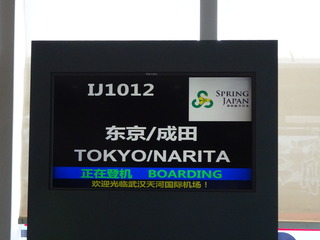 IJ1012
SPRING
JAPAN
东京/成田
TOKYO/NARITA
正在登机 BOARDING
欢迎光临武汉天河国际机场！